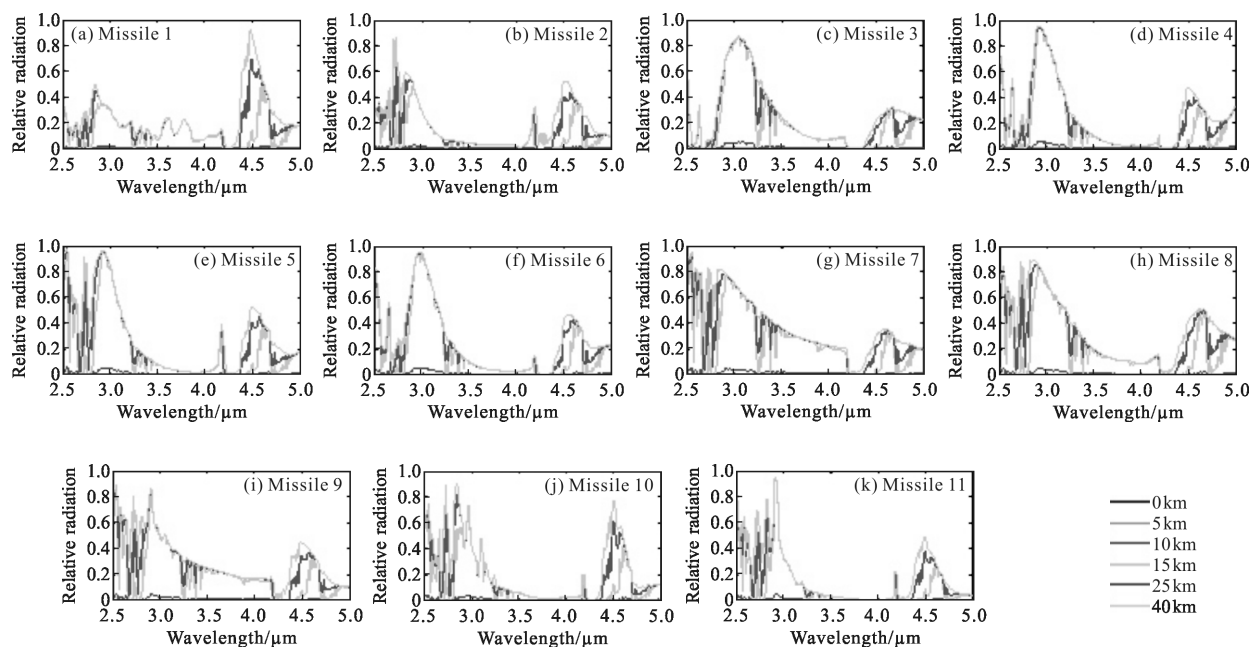 (a) Missile 1
Relative radiation
1.0
0.8
0.6
0.4
0.2
0
2.5 3.0 3.5 4.0 4.5 5.0
Wavelength/μm
(b) Missile 2
Relative radiation
1.0
0.8
0.6
0.4
0.2
0
2.5 3.0 3.5 4.0 4.5 5.0
Wavelength/μm
(c) Missile 3
Relative radiation
1.0
0.8
0.6
0.4
0.2
0
2.5 3.0 3.5 4.0 4.5 5.0
Wavelength/μm
(d) Missile 4
Relative radiation
1.0
0.8
0.6
0.4
0.2
0
2.5 3.0 3.5 4.0 4.5 5.0
Wavelength/μm
(e) Missile 5
Relative radiation
1.0
0.8
0.6
0.4
0.2
0
2.5 3.0 3.5 4.0 4.5 5.0
Wavelength/μm
(f) Missile 6
Relative radiation
1.0
0.8
0.6
0.4
0.2
0
2.5 3.0 3.5 4.0 4.5 5.0
Wavelength/μm
(g) Missile 7
Relative radiation
1.0
0.8
0.6
0.4
0.2
0
2.5 3.0 3.5 4.0 4.5 5.0
Wavelength/μm
(h) Missile 8
Relative radiation
1.0
0.8
0.6
0.4
0.2
0
2.5 3.0 3.5 4.0 4.5 5.0
Wavelength/μm
(i) Missile 9
Relative radiation
1.0
0.8
0.6
0.4
0.2
0
2.5 3.0 3.5 4.0 4.5 5.0
Wavelength/μm
(j) Missile 10
Relative radiation
1.0
0.8
0.6
0.4
0.2
0
2.5 3.0 3.5 4.0 4.5 5.0
Wavelength/μm
(k) Missile 11
Relative radiation
1.0
0.8
0.6
0.4
0.2
0
2.5 3.0 3.5 4.0 4.5 5.0
Wavelength/μm
0 km
5 km
10 km
15 km
25 km
40 km